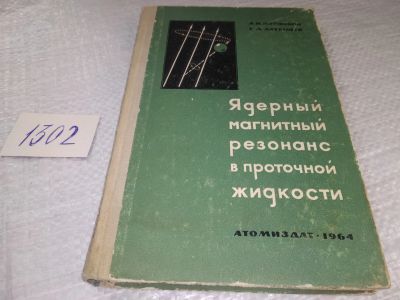 1302
Ядерный
магнитный
резонанс
в проточной
жидкости
АТОМИЗДАТ · 1964